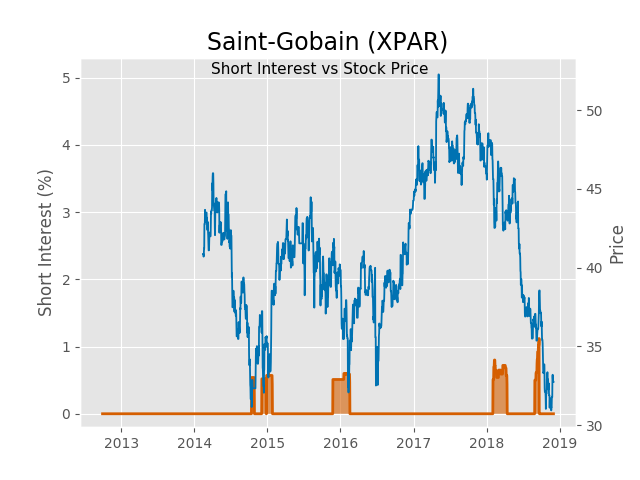 Saint-Gobain (XPAR)
Short Interest vs Stock Price
Short Interest (%)
5
4
3
2
1
0
50
45
40
35
30
Price
2013 2014 2015 2016 2017 2018 2019